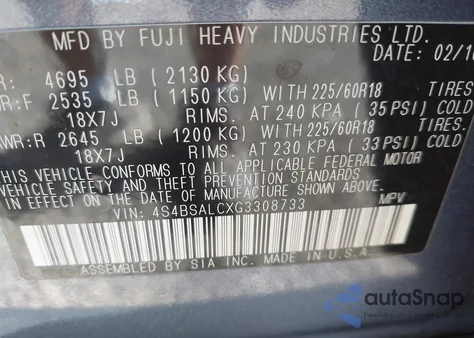 MFD BY FUJI HEAVY INDUSTRIES LTD.
DATE: 02/16
R: 4695 LB (2130 KG)
WR:F 2535 LB (1150 KG) WITH 225/60R18 TIRES
18X7J RIMS. AT 240 KPA (35 PSI) COLD
AWR:R 2645 LB (1200 KG) WITH 225/60R18 TIRES
18X7J RIMS. AT 230 KPA (33 PSI) COLD
THIS VEHICLE CONFORMS TO ALL APPLICABLE FEDERAL MOTOR
VEHICLE SAFETY AND THEFT PREVENTION STANDARDS
IN EFFECT ON THE DATE OF MANUFACTURE SHOWN ABOVE.
VIN: 4S4BSALCXG3308733 MPV
ASSEMBLED BY SIA INC. MADE IN U.S.A.
autoSnap